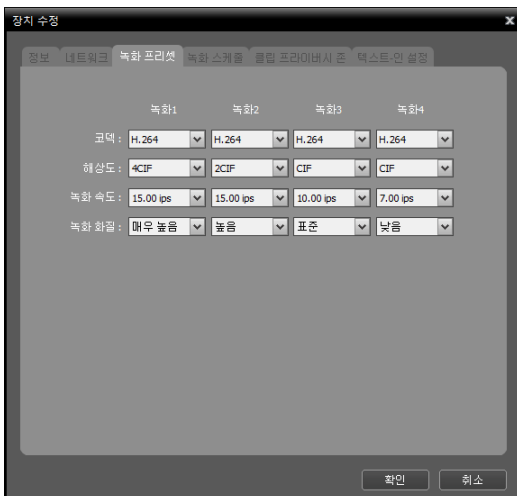 장치 수정 x
정보 네트워크 녹화 프리셋 녹화 스케줄 클립 프라이버시 존 텍스트-인 설정
녹화1 녹화2 녹화3 녹화4
코덱 : H.264 H.264 H.264 H.264
해상도 : 4CIF 2CIF CIF CIF
녹화 속도 : 15.00 ips 15.00 ips 10.00 ips 7.00 ips
녹화 화질 : 매우 높음 높음 표준 낮음
확인 취소